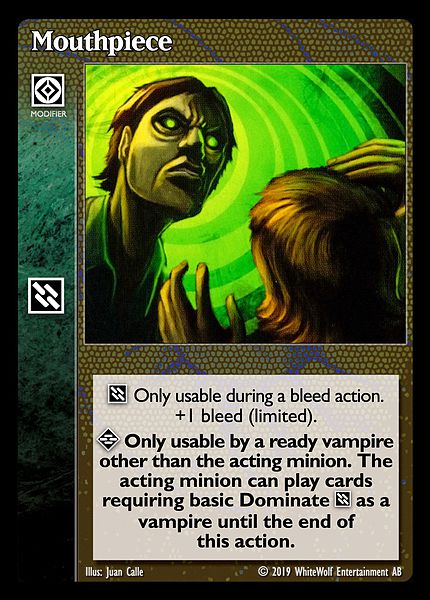 Mouthpiece
MODIFIER
Only usable during a bleed action.
+1 bleed (limited).
Only usable by a ready vampire
other than the acting minion. The
acting minion can play cards
requiring basic Dominate as a
vampire until the end of
this action.
Illus: Juan Calle © 2019 WhiteWolf Entertainment AB